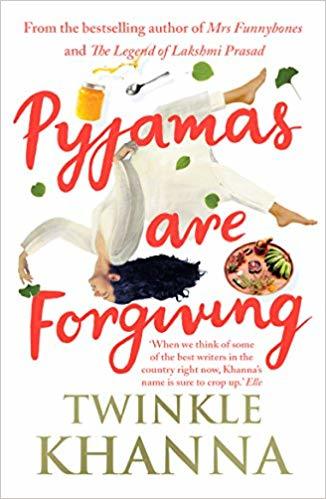 From the bestselling author of Mrs Funnybones
and The Legend of Lakshmi Prasad
Pyjamas
are
Forgiving
‘When we think of some
of the best writers in the
country right now, Khanna’s
name is sure to crop up.’ Elle
TWINKLE
KHANNA